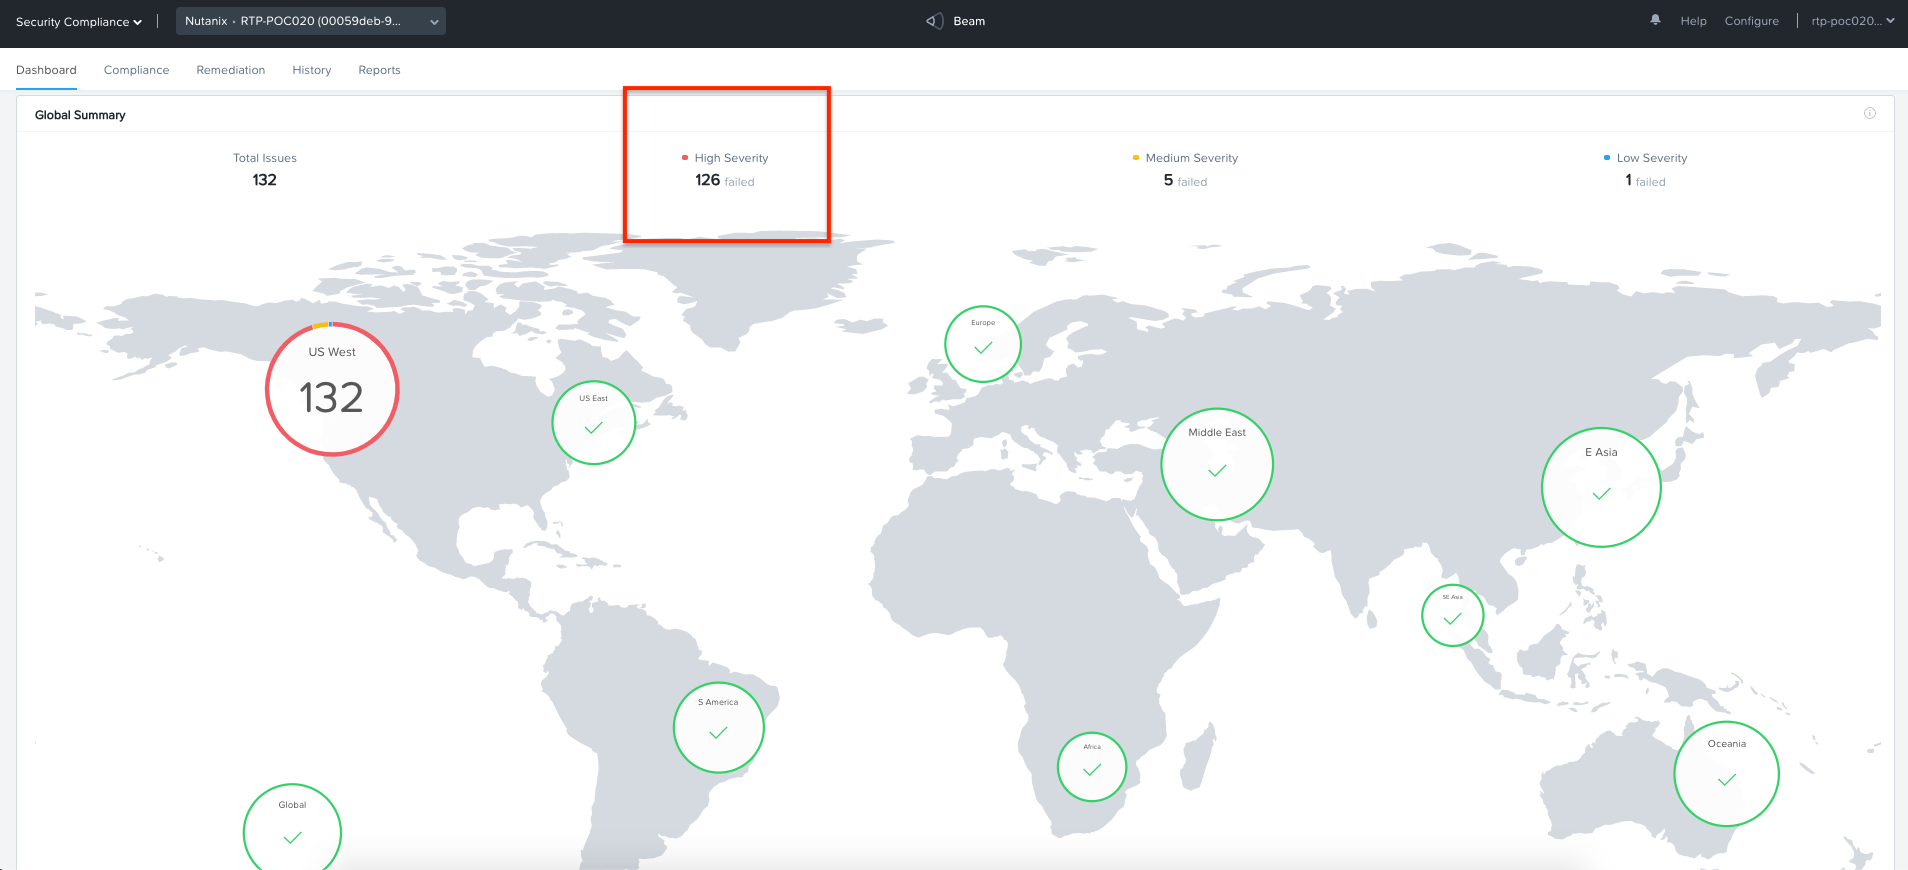 Security Compliance
Nutanix • RTP-POC020 (00059deb-9...
Beam
Help
Configure
rtp-poc020...
Dashboard
Compliance
Remediation
History
Reports
Global Summary
Total Issues
132
High Severity
126 failed
Medium Severity
5 failed
Low Severity
1 failed
Europe
US West
132
US East
Middle East
E Asia
SE Asia
S America
Africa
Oceania
Global